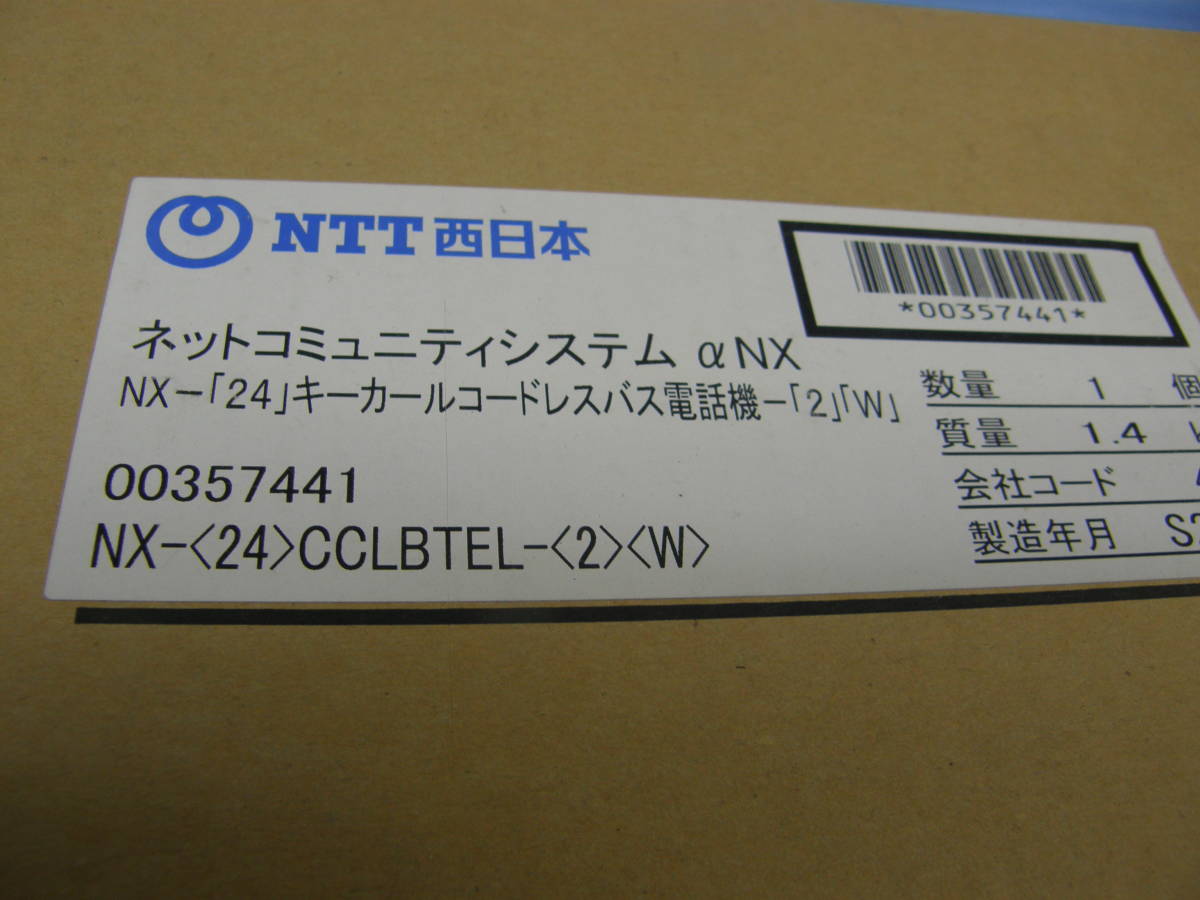 NTT西日本
*00357441*
ネットコミュニティシステム αNX
NX-「24」キーカールコードレスバス電話機-「2」「W」
00357441
NX-<24>CCLBTEL-<2><W>
数量 1 個
質量 1.4
会社コード
製造年月